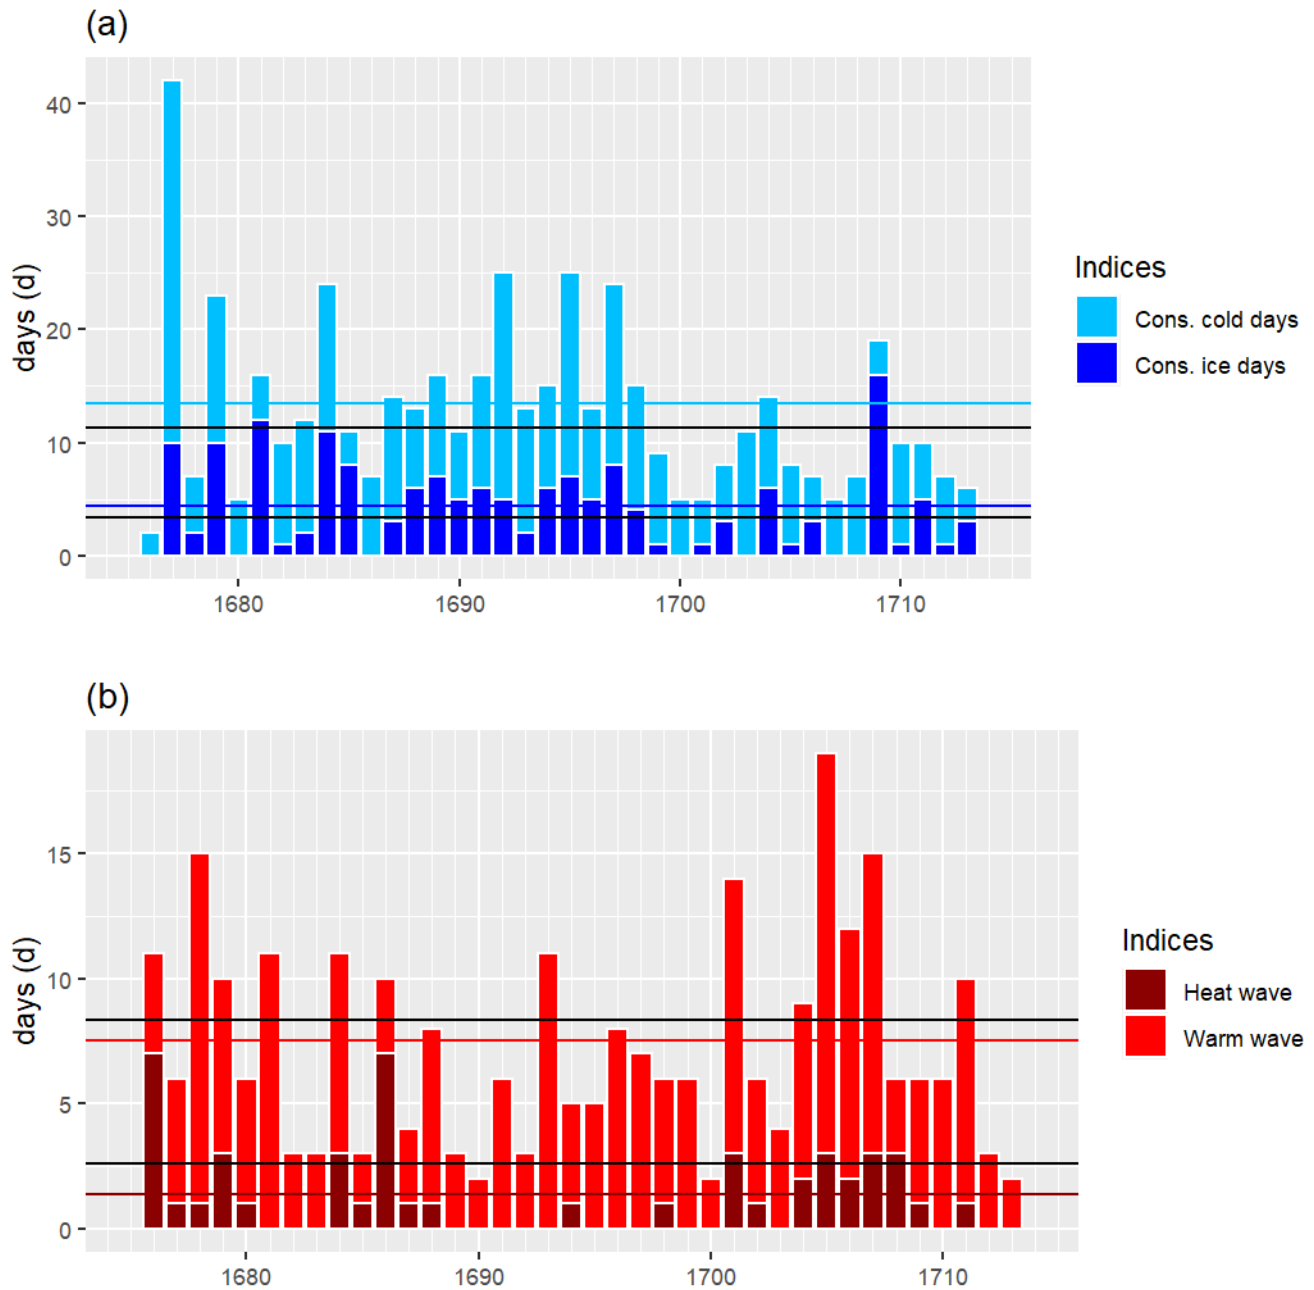 (a)
40
30
20
10
0
days (d)
1680 1690 1700 1710
Indices
Cons. cold days
Cons. ice days
(b)
15
10
5
0
days (d)
1680 1690 1700 1710
Indices
Heat wave
Warm wave